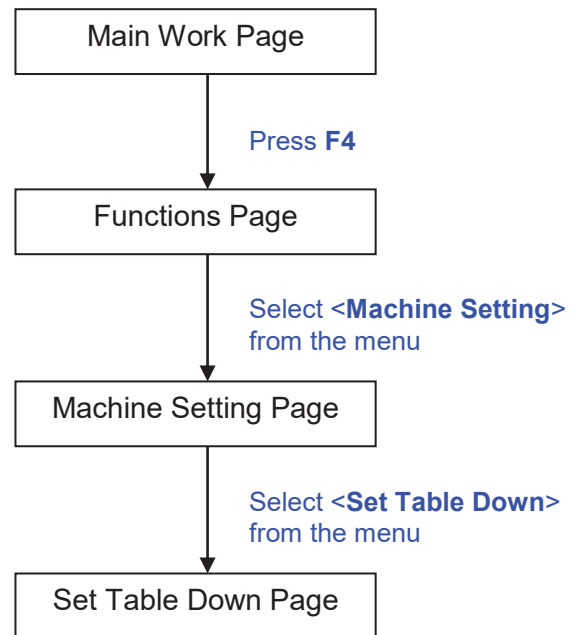 Main Work Page
Press F4
Functions Page
Select <Machine Setting>
from the menu
Machine Setting Page
Select <Set Table Down>
from the menu
Set Table Down Page